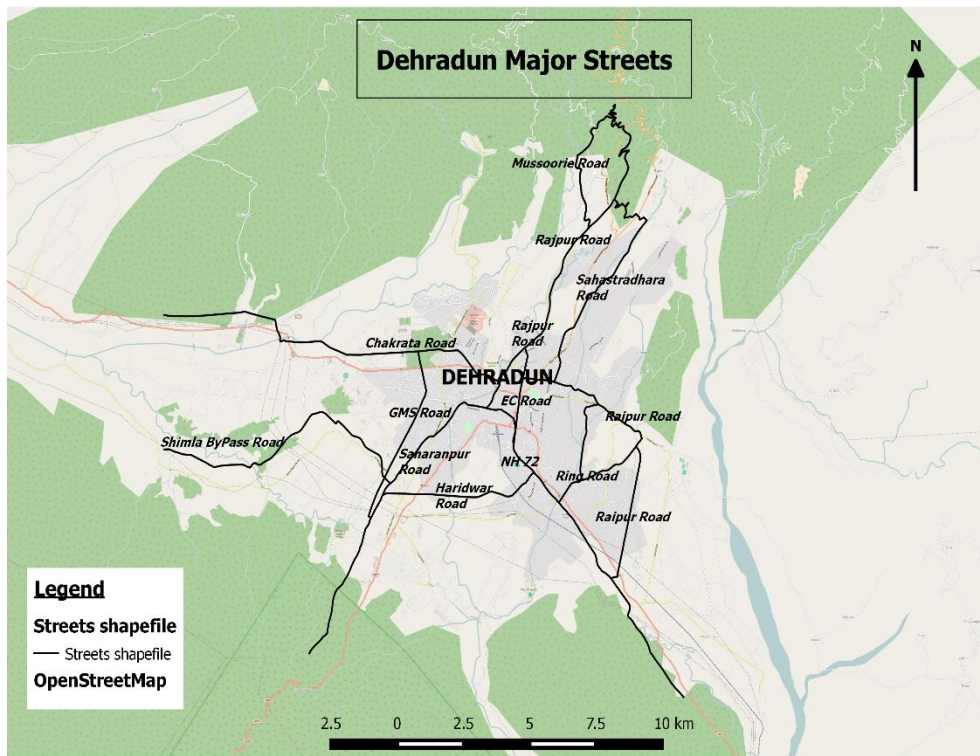 Dehradun Major Streets
N
Mussoorie Road
Rajpur Road
Sahastradhara
Road
Rajpur
Road
Chakrata Road
DEHRADUN
EC Road
GMS Road
Raipur Road
Shimla ByPass Road
Saharanpur
Road
NH 72
Ring Road
Haridwar
Road
Raipur Road
Legend
Streets shapefile
Streets shapefile
OpenStreetMap
2.5 0 2.5 5 7.5 10 km